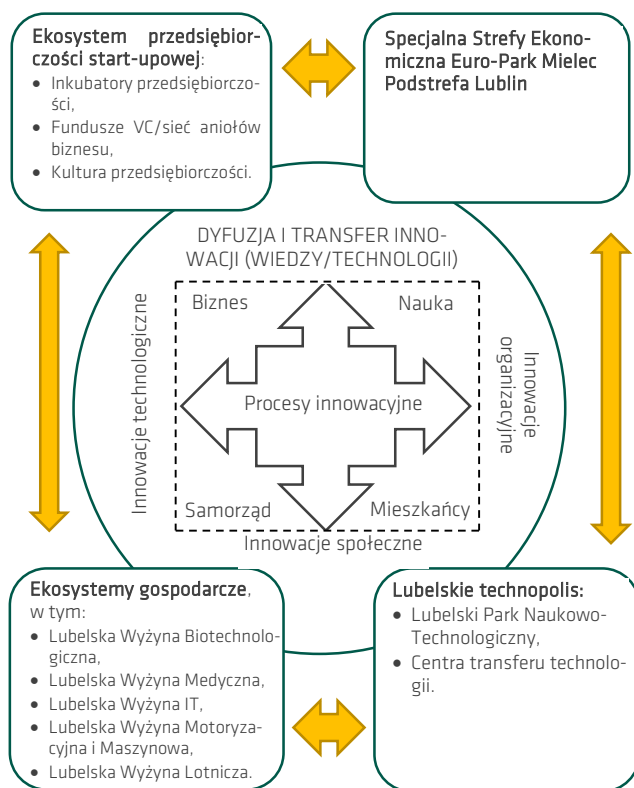 Ekosystem przedsiębior-
czości start-upowej:
• Inkubatory przedsiębiorczo-
ści,
• Fundusze VC/sieć aniołów
biznesu,
• Kultura przedsiębiorczości.
Specjalna Strefy Ekono-
miczna Euro-Park Mielec
Podstrefa Lublin
DYFUZJA I TRANSFER INNO-
WACJI (WIEDZY/TECHNOLOGII)
Biznes
Nauka
Innowacje technologiczne
Procesy innowacyjne
Innowacje
organizacyjne
Samorząd
Mieszkańcy
Innowacje społeczne
Ekosystemy gospodarcze,
w tym:
• Lubelska Wyżyna Biotechnolo-
giczna,
• Lubelska Wyżyna Medyczna,
• Lubelska Wyżyna IT,
• Lubelska Wyżyna Motoryza-
cyjna i Maszynowa,
• Lubelska Wyżyna Lotnicza.
Lubelskie technopolis:
• Lubelski Park Naukowo-
Technologiczny,
• Centra transferu technolo-
gii.